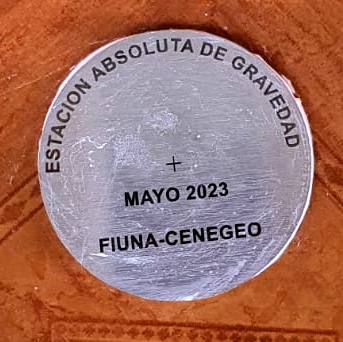 ESTACION ABSOLUTA DE GRAVEDAD
+
MAYO 2023
FIUNA-CENEGEO